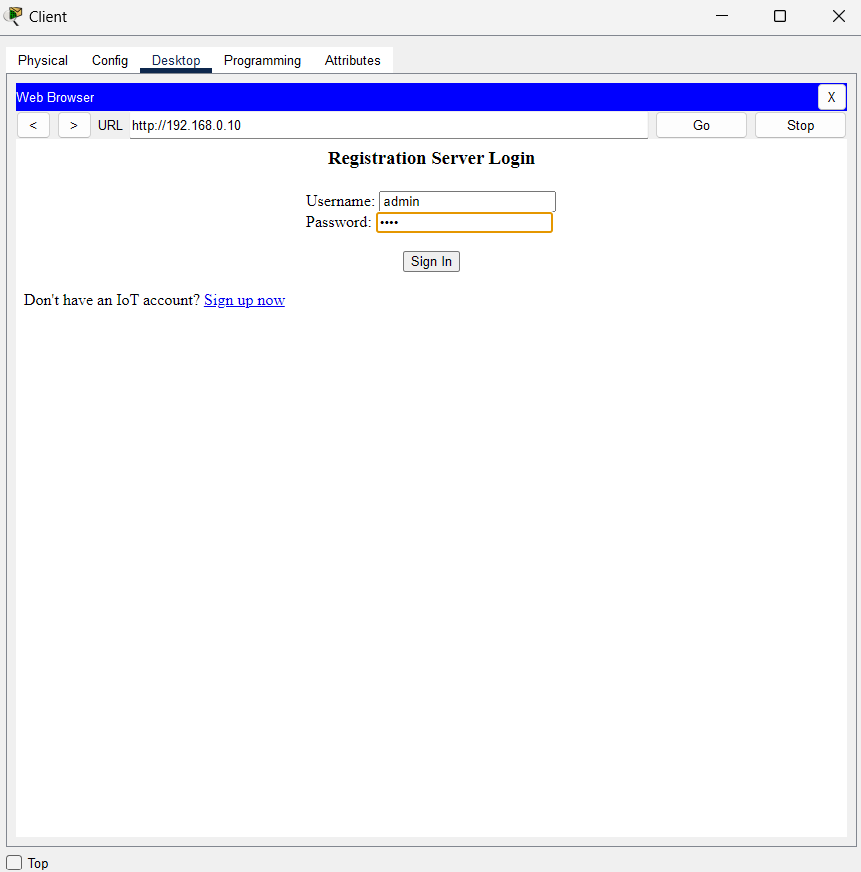 Client
Physical Config Desktop Programming Attributes
Web Browser X
< > URL http://192.168.0.10 Go Stop
Registration Server Login
Username: admin
Password: ••••
Sign In
Don't have an IoT account? Sign up now
Top